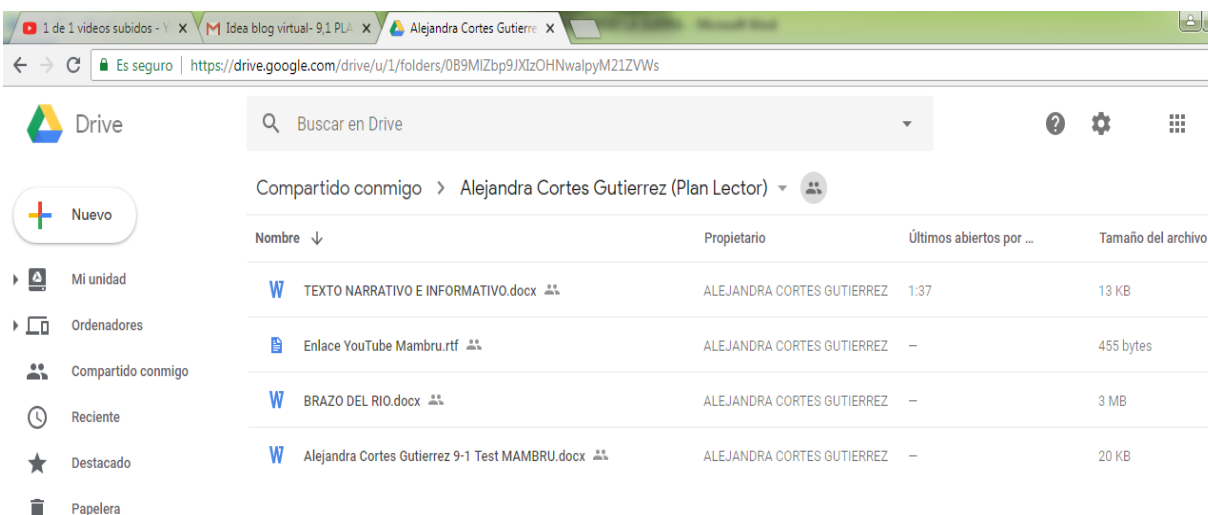 1 de 1 videos subidos - Y
Idea blog virtual- 9,1 PLA
Alejandra Cortes Gutierre
Microsoft Word
Es seguro | https://drive.google.com/drive/u/1/folders/0B9MlZbp9JXIzOHNwalpyM21ZVWs
Drive
Buscar en Drive
Compartido conmigo > Alejandra Cortes Gutierrez (Plan Lector)
Nuevo
Nombre Propietario Últimos abiertos por ... Tamaño del archivo
Mi unidad
Ordenadores
Compartido conmigo
Reciente
Destacado
Papelera
TEXTO NARRATIVO E INFORMATIVO.docx ALEJANDRA CORTES GUTIERREZ 1:37 13 KB
Enlace YouTube Mambru.rtf ALEJANDRA CORTES GUTIERREZ – 455 bytes
BRAZO DEL RIO.docx ALEJANDRA CORTES GUTIERREZ – 3 MB
Alejandra Cortes Gutierrez 9-1 Test MAMBRU.docx ALEJANDRA CORTES GUTIERREZ – 20 KB